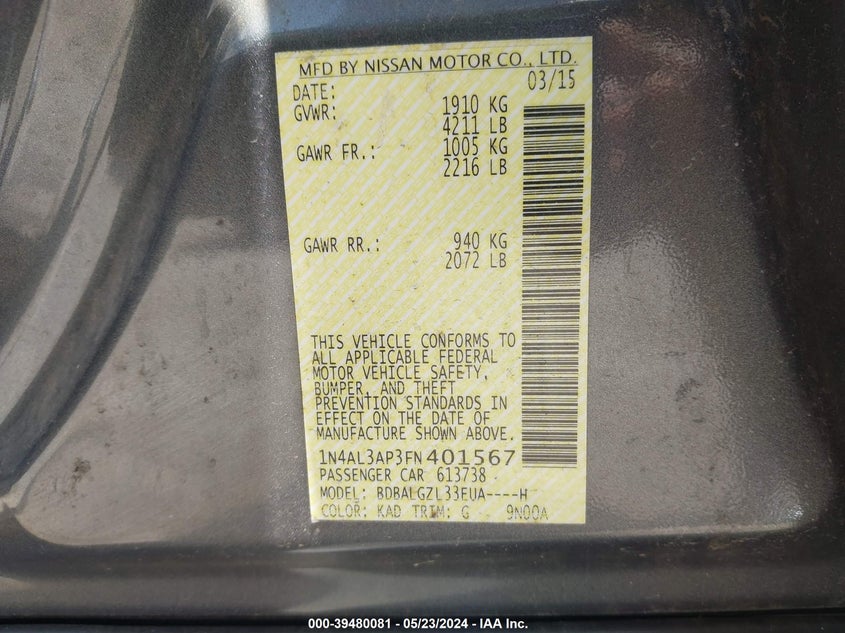 MFD BY NISSAN MOTOR CO., LTD.
DATE: 03/15
GVWR: 1910 KG
4211 LB
GAWR FR.: 1005 KG
2216 LB
GAWR RR.: 940 KG
2072 LB
THIS VEHICLE CONFORMS TO
ALL APPLICABLE FEDERAL
MOTOR VEHICLE SAFETY,
BUMPER, AND THEFT
PREVENTION STANDARDS IN
EFFECT ON THE DATE OF
MANUFACTURE SHOWN ABOVE.
1N4AL3AP3FN401567
PASSENGER CAR 613738
MODEL: BDBALGZL33EUA----H
COLOR: KAD TRIM: G 9N00A
000-39480081 - 05/23/2024 - IAA Inc.